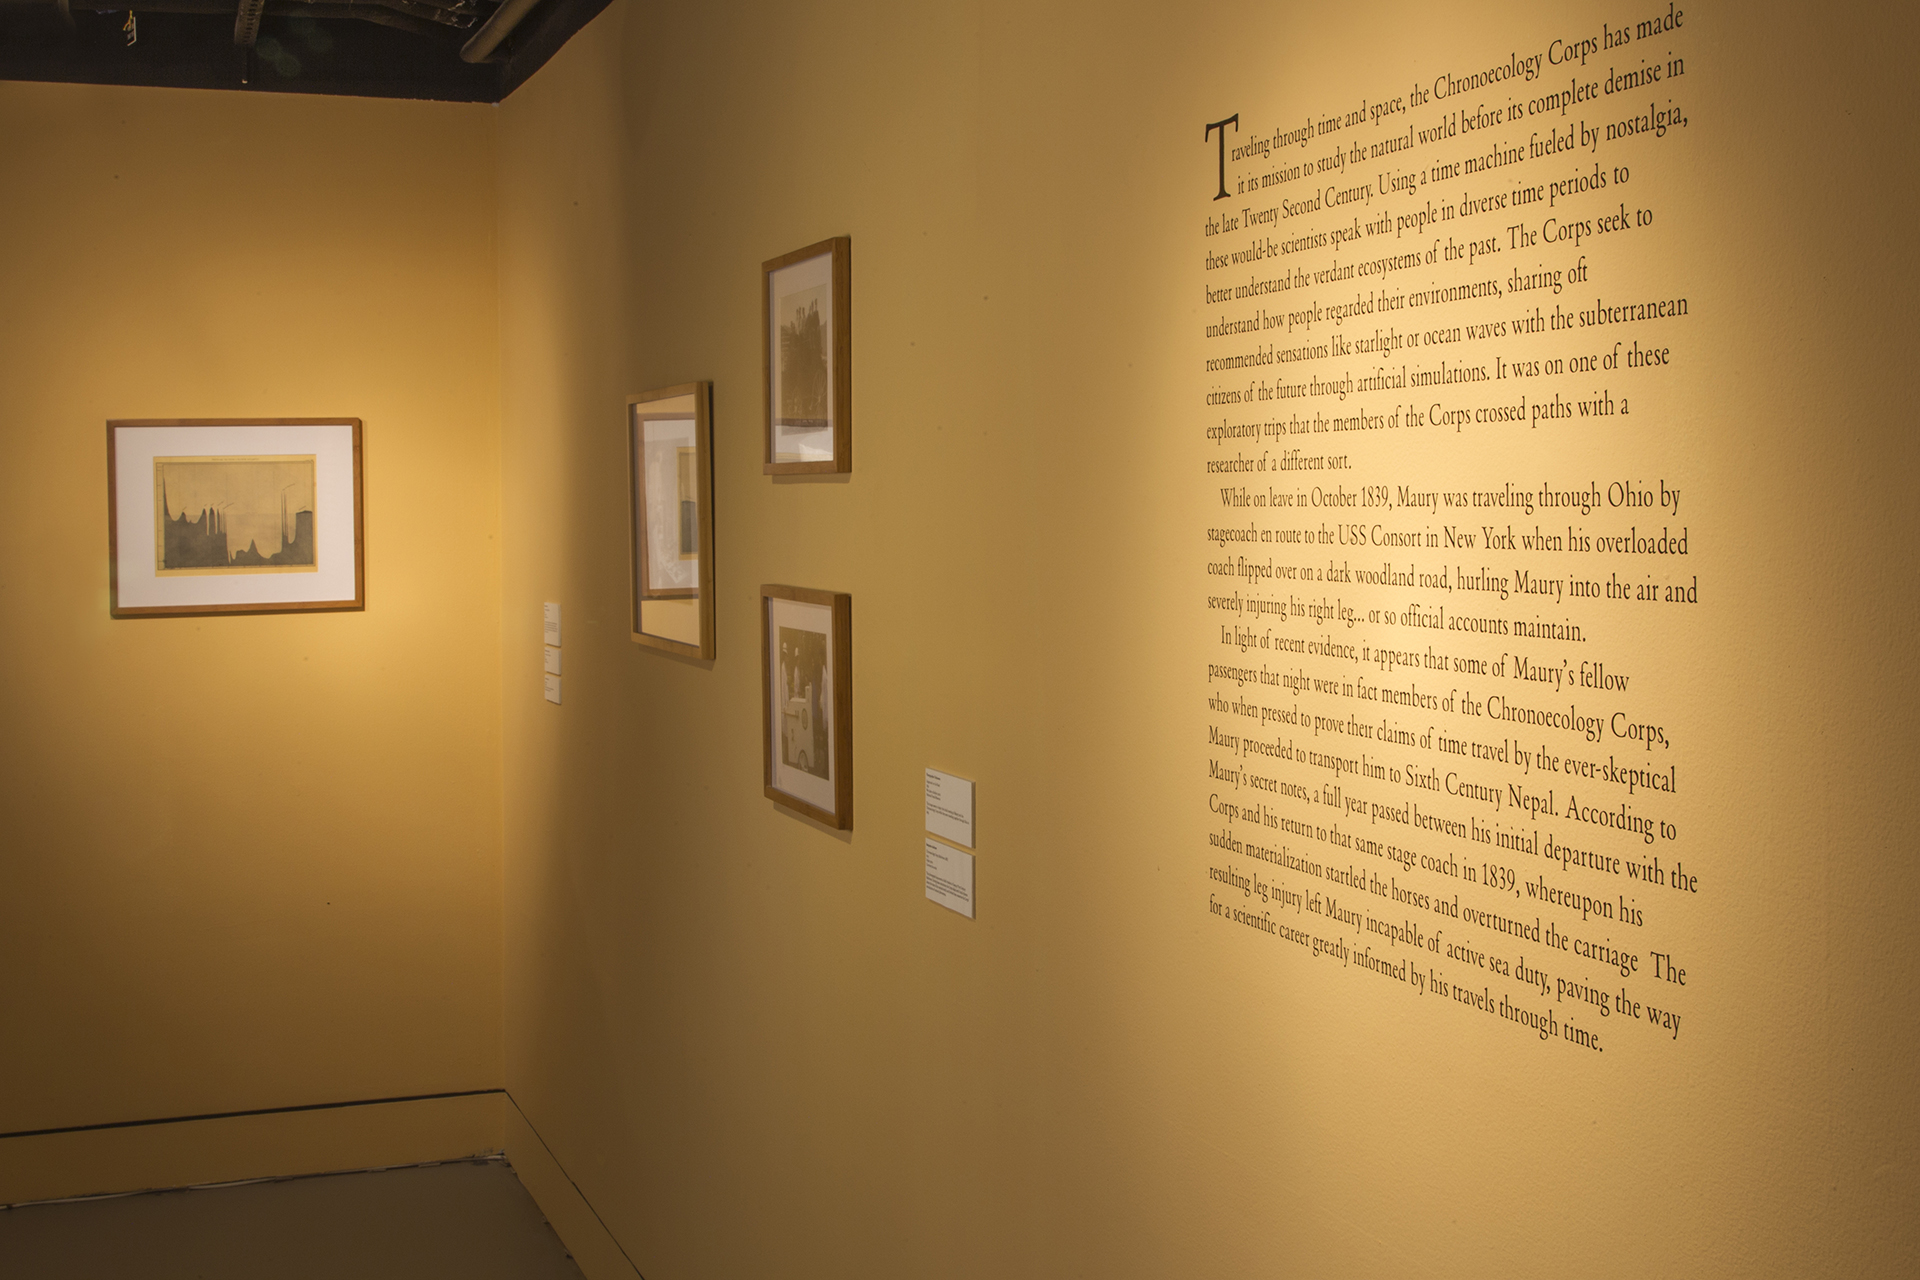 Traveling through time and space, the Chronoecology Corps has made
it its mission to study the natural world before its complete demise in
the late Twenty Second Century. Using a time machine fueled by nostalgia,
these would-be scientists speak with people in diverse time periods to
better understand the verdant ecosystems of the past. The Corps seek to
understand how people regarded their environments, sharing oft
recommended sensations like starlight or ocean waves with the subterranean
citizens of the future through artificial simulations. It was on one of these
exploratory trips that the members of the Corps crossed paths with a
researcher of a different sort.
While on leave in October 1839, Maury was traveling through Ohio by
stagecoach en route to the USS Consort in New York when his overloaded
coach flipped over on a dark woodland road, hurling Maury into the air and
severely injuring his right leg... or so official accounts maintain.
In light of recent evidence, it appears that some of Maury's fellow
passengers that night were in fact members of the Chronoecology Corps,
who when pressed to prove their claims of time travel by the ever-skeptical
Maury proceeded to transport him to Sixth Century Nepal. According to
Maury's secret notes, a full year passed between his initial departure with the
Corps and his return to that same stage coach in 1839, whereupon his
sudden materialization startled the horses and overturned the carriage The
resulting leg injury left Maury incapable of active sea duty, paving the way
for a scientific career greatly informed by his travels through time.